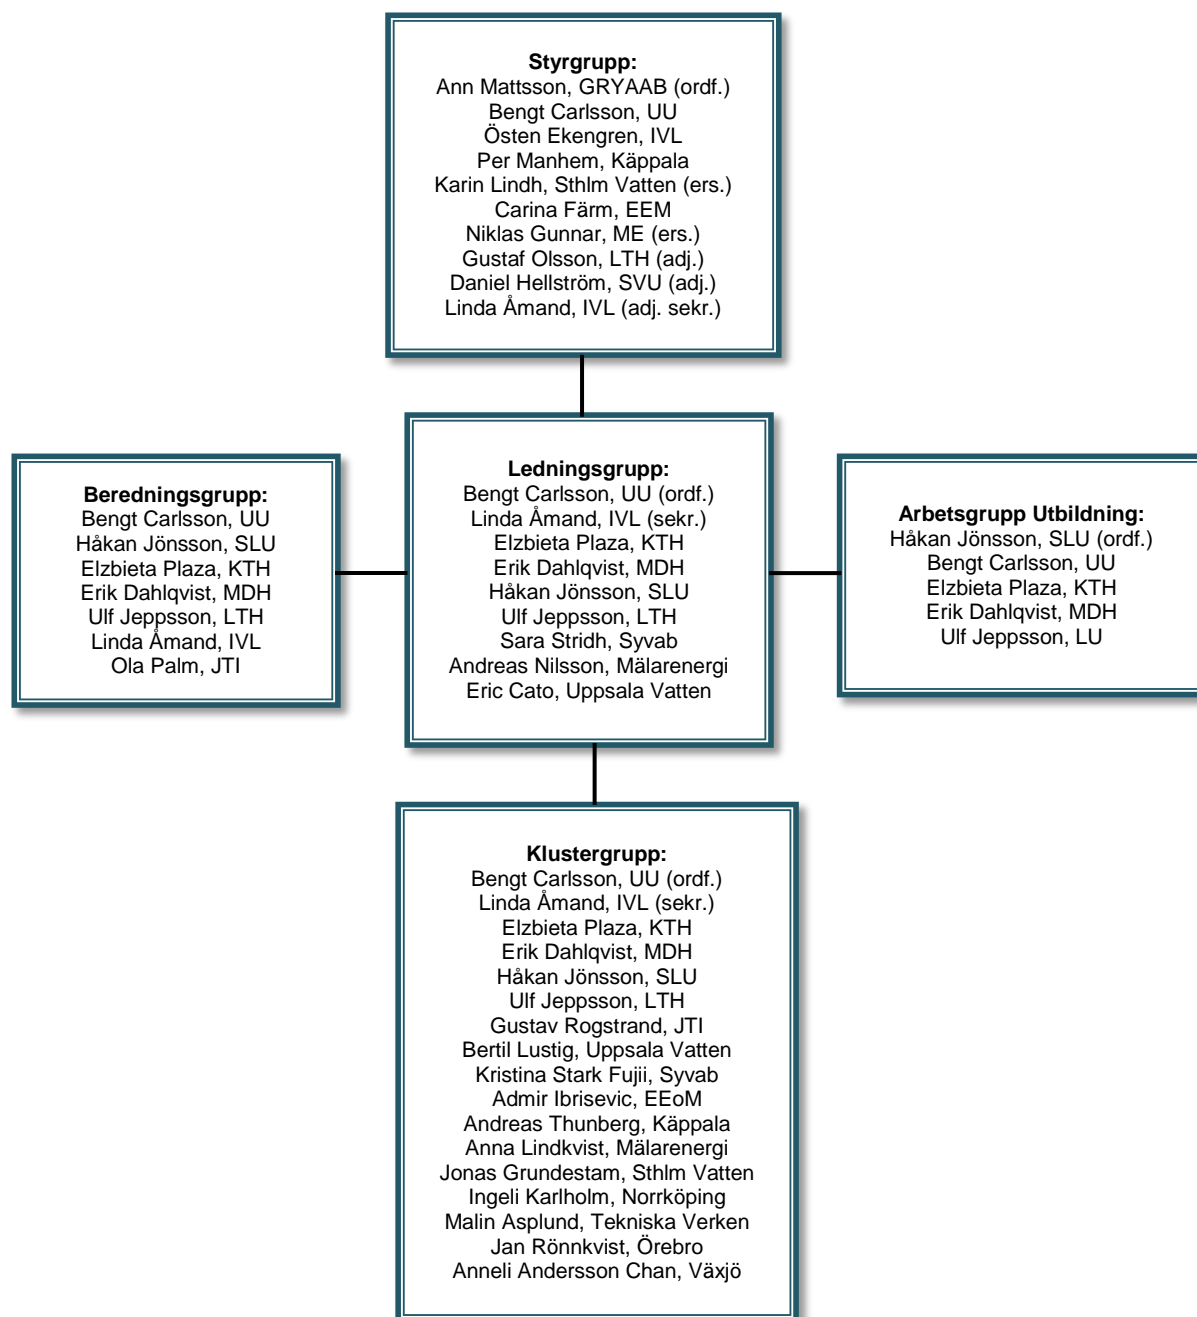 Styrgrupp:
Ann Mattsson, GRYAAB (ordf.)
Bengt Carlsson, UU
Östen Ekengren, IVL
Per Manhem, Käppala
Karin Lindh, Sthlm Vatten (ers.)
Carina Färm, EEM
Niklas Gunnar, ME (ers.)
Gustaf Olsson, LTH (adj.)
Daniel Hellström, SVU (adj.)
Linda Åmand, IVL (adj. sekr.)
Beredningsgrupp:
Bengt Carlsson, UU
Håkan Jönsson, SLU
Elzbieta Plaza, KTH
Erik Dahlqvist, MDH
Ulf Jeppsson, LTH
Linda Åmand, IVL
Ola Palm, JTI
Ledningsgrupp:
Bengt Carlsson, UU (ordf.)
Linda Åmand, IVL (sekr.)
Elzbieta Plaza, KTH
Erik Dahlqvist, MDH
Håkan Jönsson, SLU
Ulf Jeppsson, LTH
Sara Stridh, Syvab
Andreas Nilsson, Mälarenergi
Eric Cato, Uppsala Vatten
Arbetsgrupp Utbildning:
Håkan Jönsson, SLU (ordf.)
Bengt Carlsson, UU
Elzbieta Plaza, KTH
Erik Dahlqvist, MDH
Ulf Jeppsson, LU
Klustergrupp:
Bengt Carlsson, UU (ordf.)
Linda Åmand, IVL (sekr.)
Elzbieta Plaza, KTH
Erik Dahlqvist, MDH
Håkan Jönsson, SLU
Ulf Jeppsson, LTH
Gustav Rogstrand, JTI
Bertil Lustig, Uppsala Vatten
Kristina Stark Fujii, Syvab
Admir Ibrisevic, EEoM
Andreas Thunberg, Käppala
Anna Lindkvist, Mälarenergi
Jonas Grundestam, Sthlm Vatten
Ingeli Karlholm, Norrköping
Malin Asplund, Tekniska Verken
Jan Rönnkvist, Örebro
Anneli Andersson Chan, Växjö